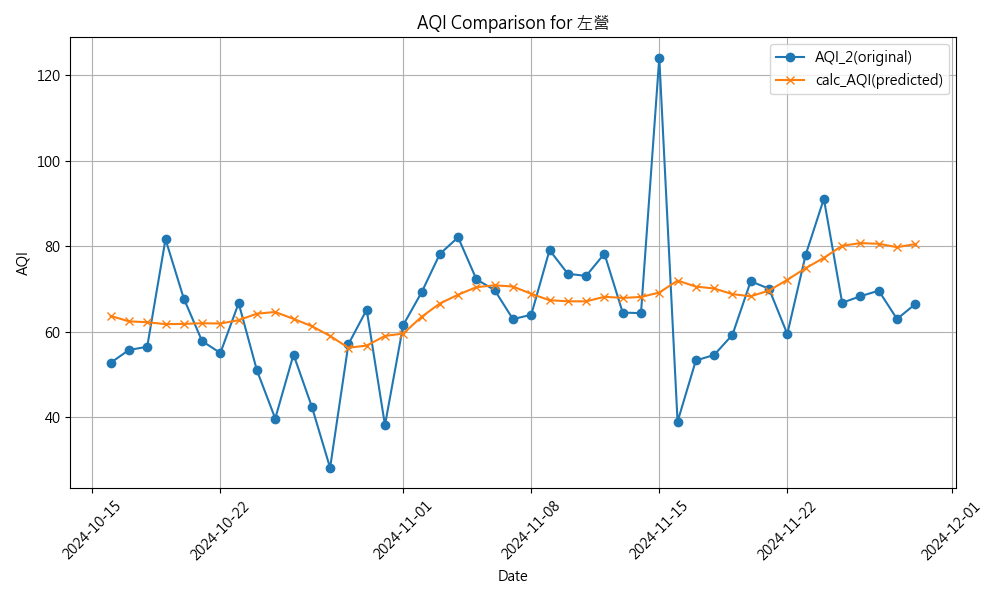 AQI Comparison for 左營
AQI_2(original)
calc_AQI(predicted)
AQI
120
100
80
60
40
2024-10-15
2024-10-22
2024-11-01
2024-11-08
2024-11-15
2024-11-22
2024-12-01
Date